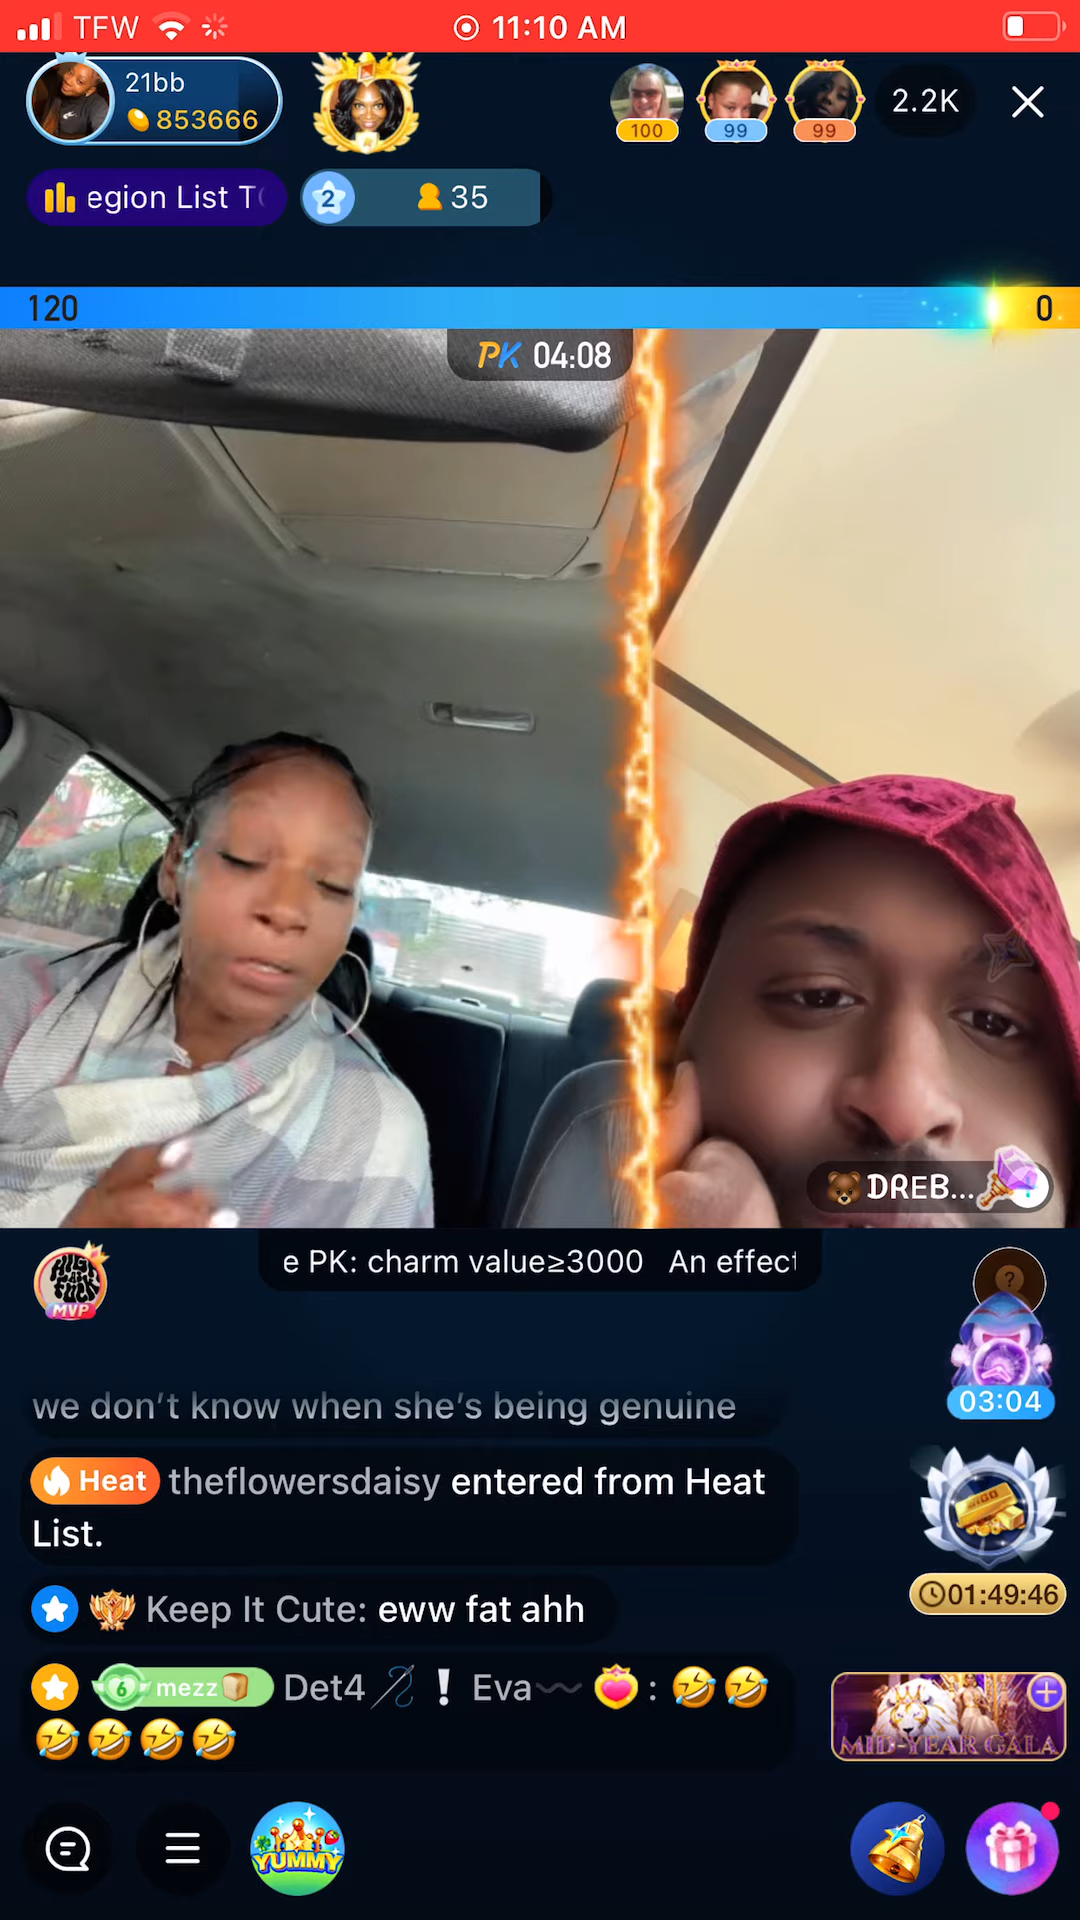 TFW
11:10 AM
21bb
853666
100
99
99
2.2K
egion List T
2
35
120
0
PK 04:08
DREB...
MVP
e PK: charm value≥3000 An effect
we don't know when she's being genuine
03:04
Heat theflowersdaisy entered from Heat
List.
01:49:46
Keep It Cute: eww fat ahh
6 mezz🍞 Det4🪡❗Eva〰️💝: 🤣🤣
🤣🤣🤣🤣
MID-YEAR GALA
YUMMY